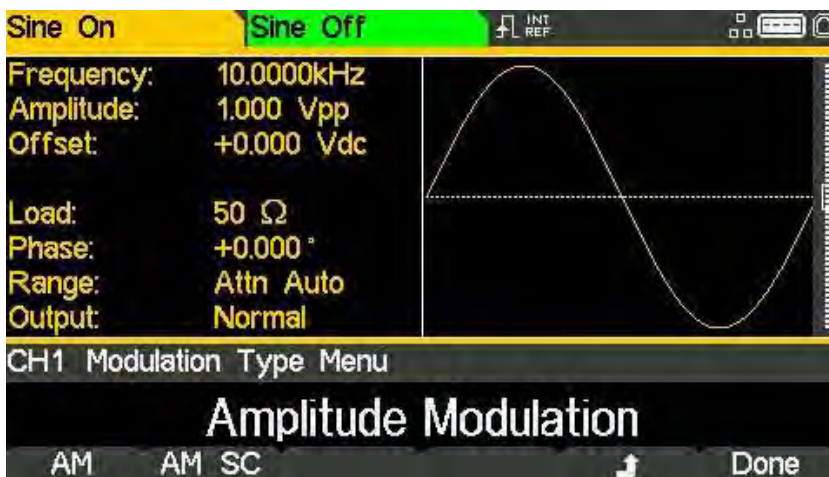 Sine On Sine Off INT REF
Frequency: 10.0000kHz
Amplitude: 1.000 Vpp
Offset: +0.000 Vdc
Load: 50 Ω
Phase: +0.000°
Range: Attn Auto
Output: Normal
CH1 Modulation Type Menu
Amplitude Modulation
AM AM SC Done